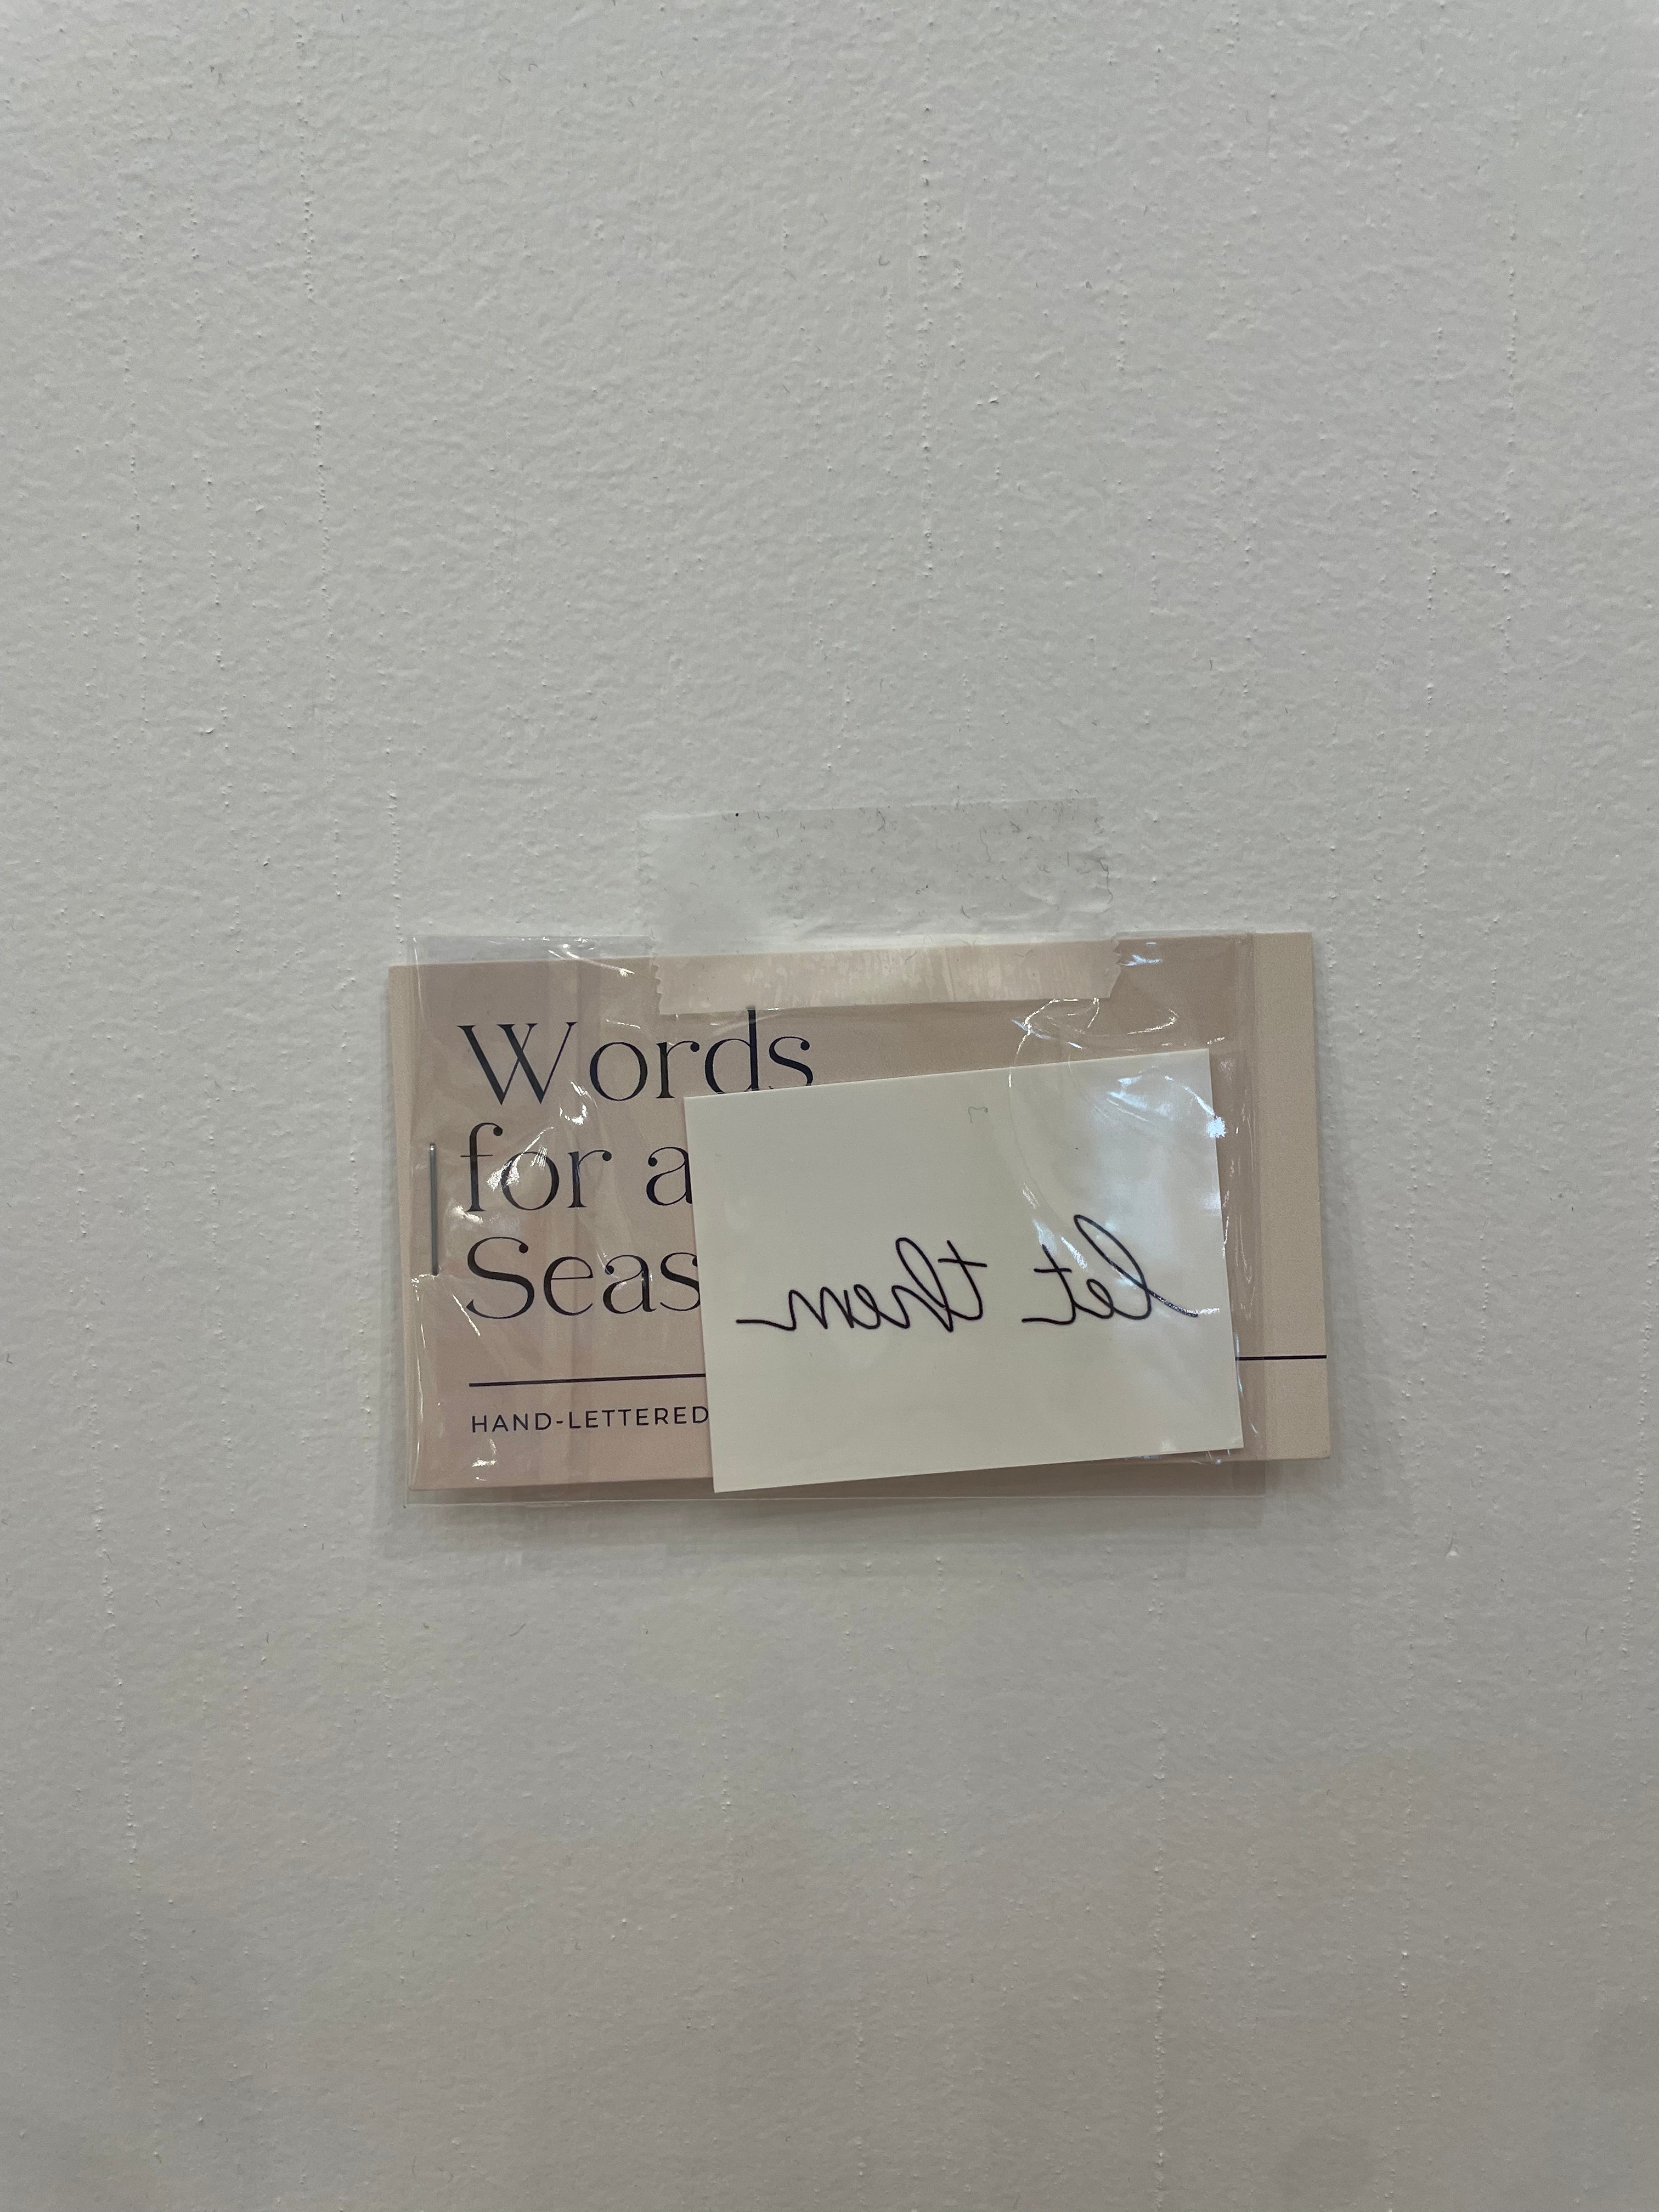 Words
for a
Seas
HAND-LETTERED
let them